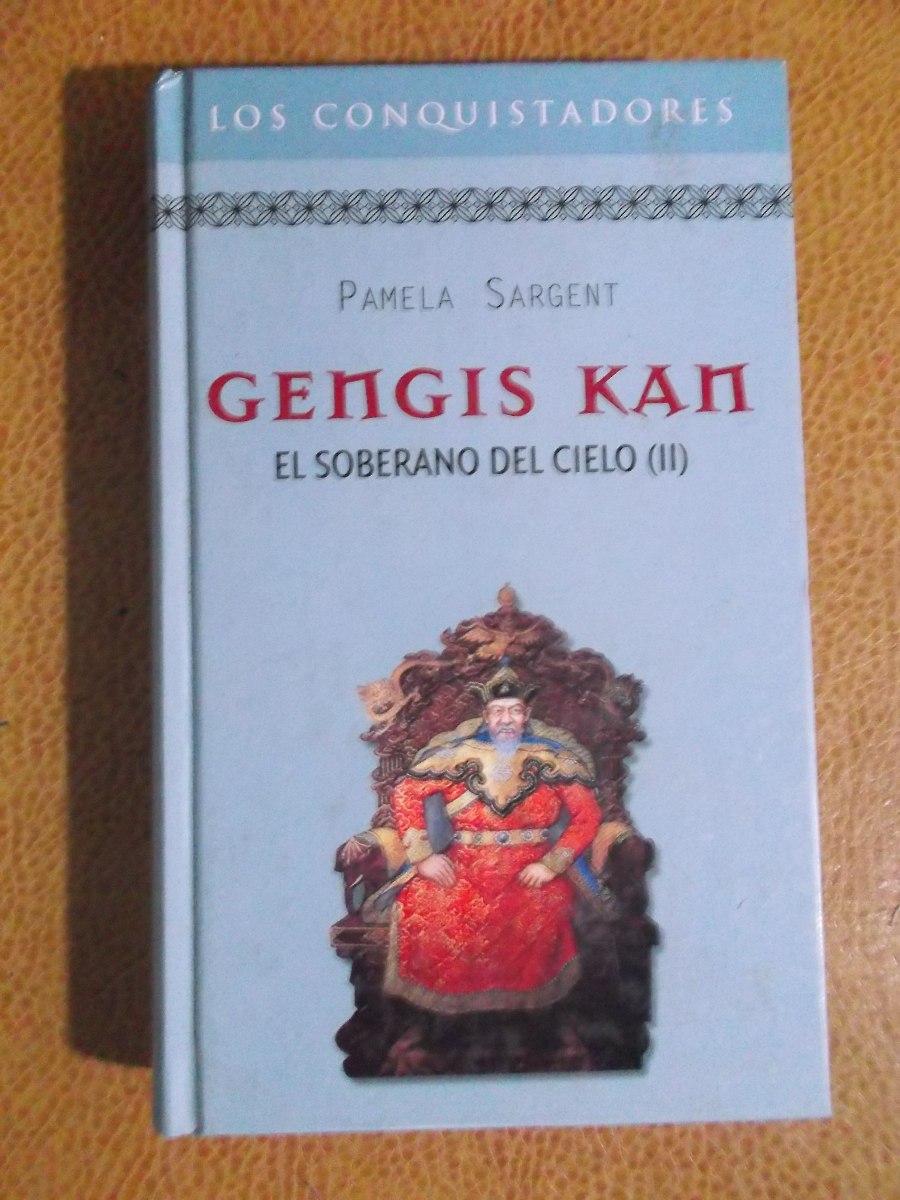 LOS CONQUISTADORES
PAMELA SARGENT
GENGIS KAN
EL SOBERANO DEL CIELO (II)